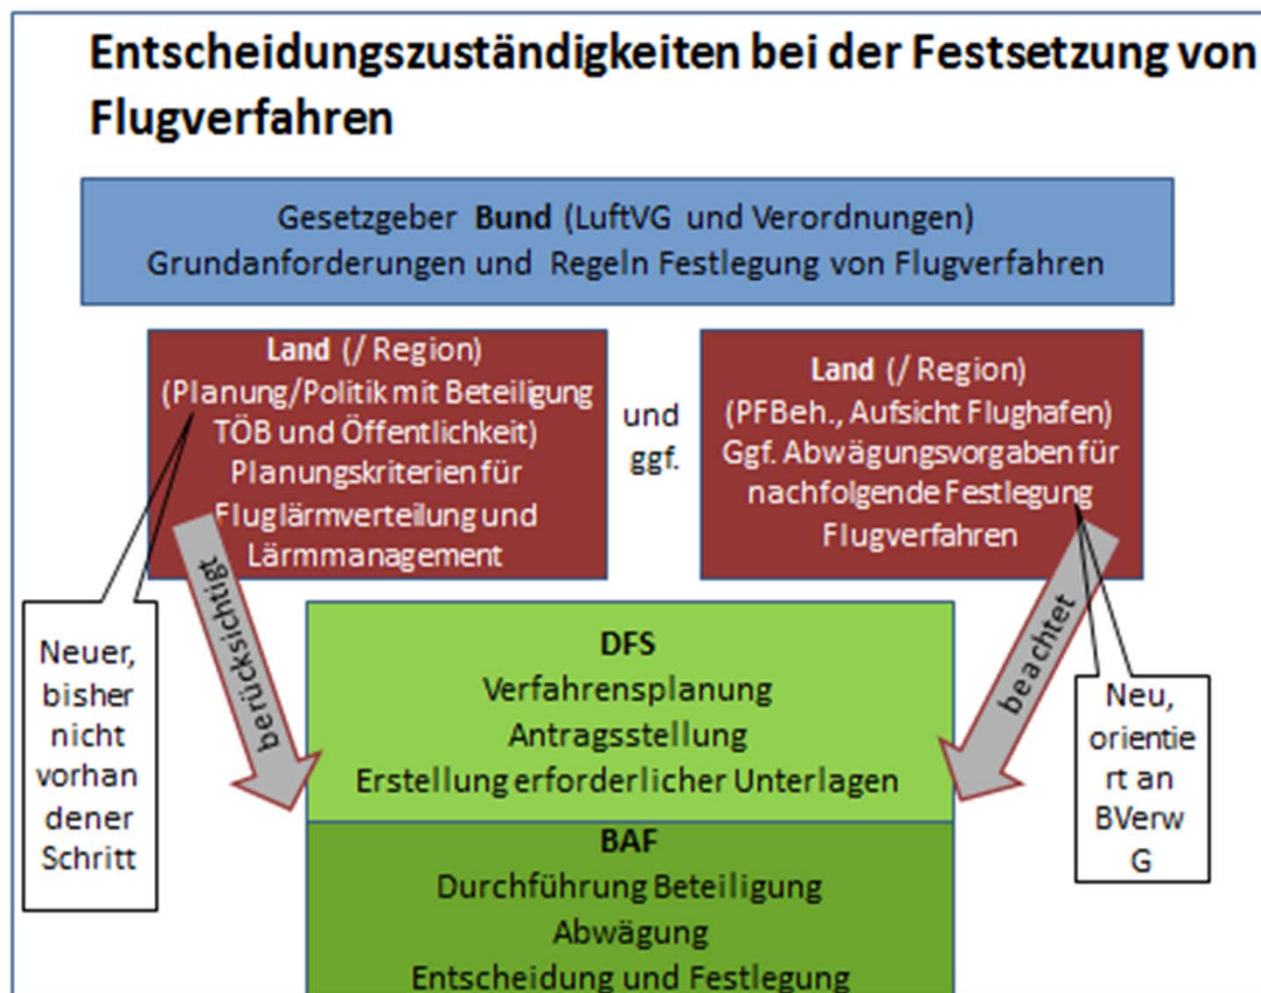 Entscheidungszuständigkeiten bei der Festsetzung von
Flugverfahren
Gesetzgeber Bund (LuftVG und Verordnungen)
Grundanforderungen und Regeln Festlegung von Flugverfahren
Land (/ Region)
(Planung/Politik mit Beteiligung
TÖB und Öffentlichkeit)
Planungskriterien für
Fluglärmverteilung und
Lärmmanagement
und
ggf.
Land (/ Region)
(PFBeh., Aufsicht Flughafen)
Ggf. Abwägungsvorgaben für
nachfolgende Festlegung
Flugverfahren
berücksichtigt
beachtet
Neuer,
bisher
nicht
vorhan
dener
Schritt
DFS
Verfahrensplanung
Antragsstellung
Erstellung erforderlicher Unterlagen
Neu,
orientie
rt an
BVerw
G
BAF
Durchführung Beteiligung
Abwägung
Entscheidung und Festlegung